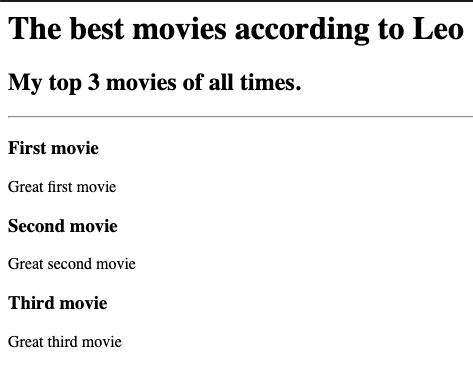 The best movies according to Leo
My top 3 movies of all times.
First movie
Great first movie
Second movie
Great second movie
Third movie
Great third movie